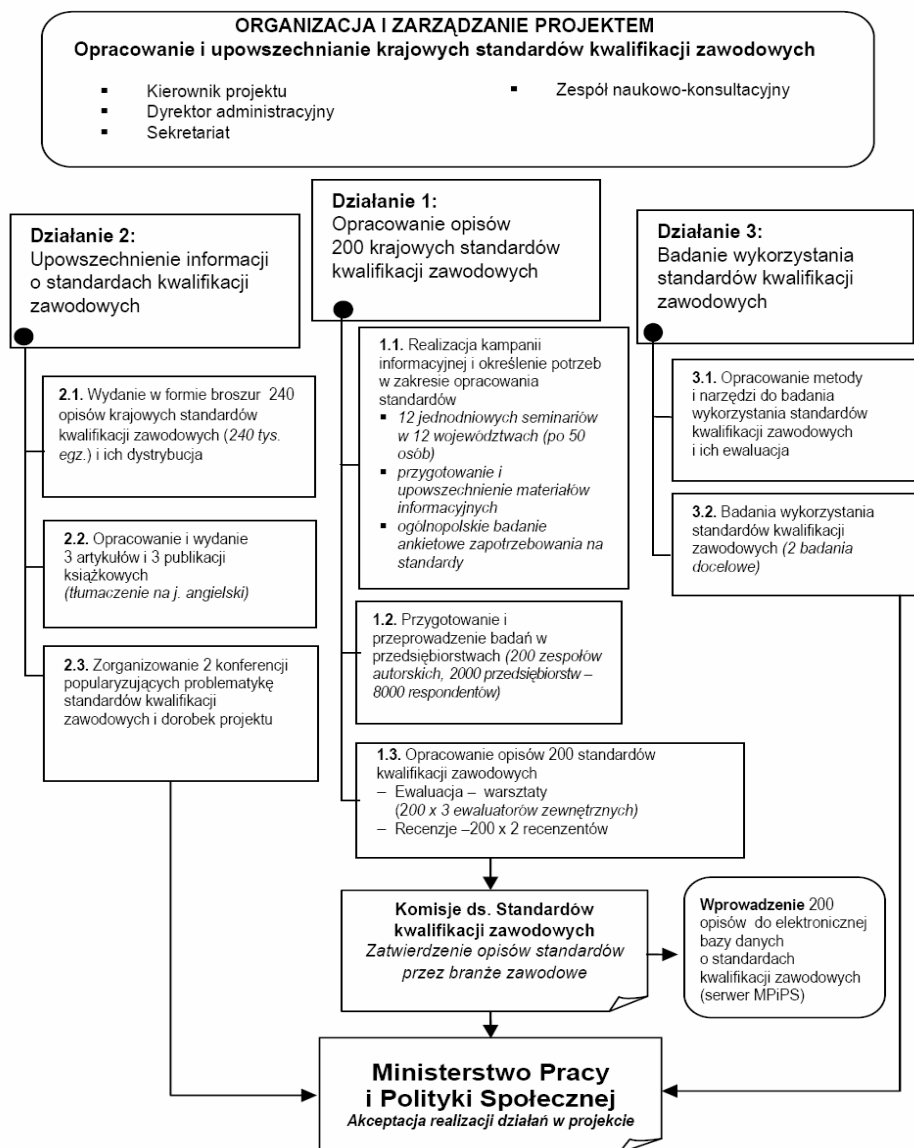 ORGANIZACJA I ZARZĄDZANIE PROJEKTEM
Opracowanie i upowszechnianie krajowych standardów kwalifikacji zawodowych
▪ Kierownik projektu
▪ Dyrektor administracyjny
▪ Sekretariat
▪ Zespół naukowo-konsultacyjny
Działanie 2:
Upowszechnienie informacji
o standardach kwalifikacji
zawodowych
2.1. Wydanie w formie broszur 240
opisów krajowych standardów
kwalifikacji zawodowych (240 tys.
egz.) i ich dystrybucja
2.2. Opracowanie i wydanie
3 artykułów i 3 publikacji
książkowych
(tłumaczenie na j. angielski)
2.3. Zorganizowanie 2 konferencji
popularyzujących problematykę
standardów kwalifikacji
zawodowych i dorobek projektu
Działanie 1:
Opracowanie opisów
200 krajowych standardów
kwalifikacji zawodowych
1.1. Realizacja kampanii
informacyjnej i określenie potrzeb
w zakresie opracowania
standardów
▪ 12 jednodniowych seminariów
w 12 województwach (po 50
osób)
▪ przygotowanie i
upowszechnienie materiałów
informacyjnych
▪ ogólnopolskie badanie
ankietowe zapotrzebowania na
standardy
1.2. Przygotowanie i
przeprowadzenie badań w
przedsiębiorstwach (200 zespołów
autorskich, 2000 przedsiębiorstw –
8000 respondentów)
1.3. Opracowanie opisów 200 standardów
kwalifikacji zawodowych
– Ewaluacja – warsztaty
(200 x 3 ewaluatorów zewnętrznych)
– Recenzje –200 x 2 recenzentów
Działanie 3:
Badanie wykorzystania
standardów kwalifikacji
zawodowych
3.1. Opracowanie metody
i narzędzi do badania
wykorzystania standardów
kwalifikacji zawodowych
i ich ewaluacja
3.2. Badania wykorzystania
standardów kwalifikacji
zawodowych (2 badania
docelowe)
Komisje ds. Standardów
kwalifikacji zawodowych
Zatwierdzenie opisów standardów
przez branże zawodowe
Wprowadzenie 200
opisów do elektronicznej
bazy danych
o standardach
kwalifikacji zawodowych
(serwer MPiPS)
Ministerstwo Pracy
i Polityki Społecznej
Akceptacja realizacji działań w projekcie